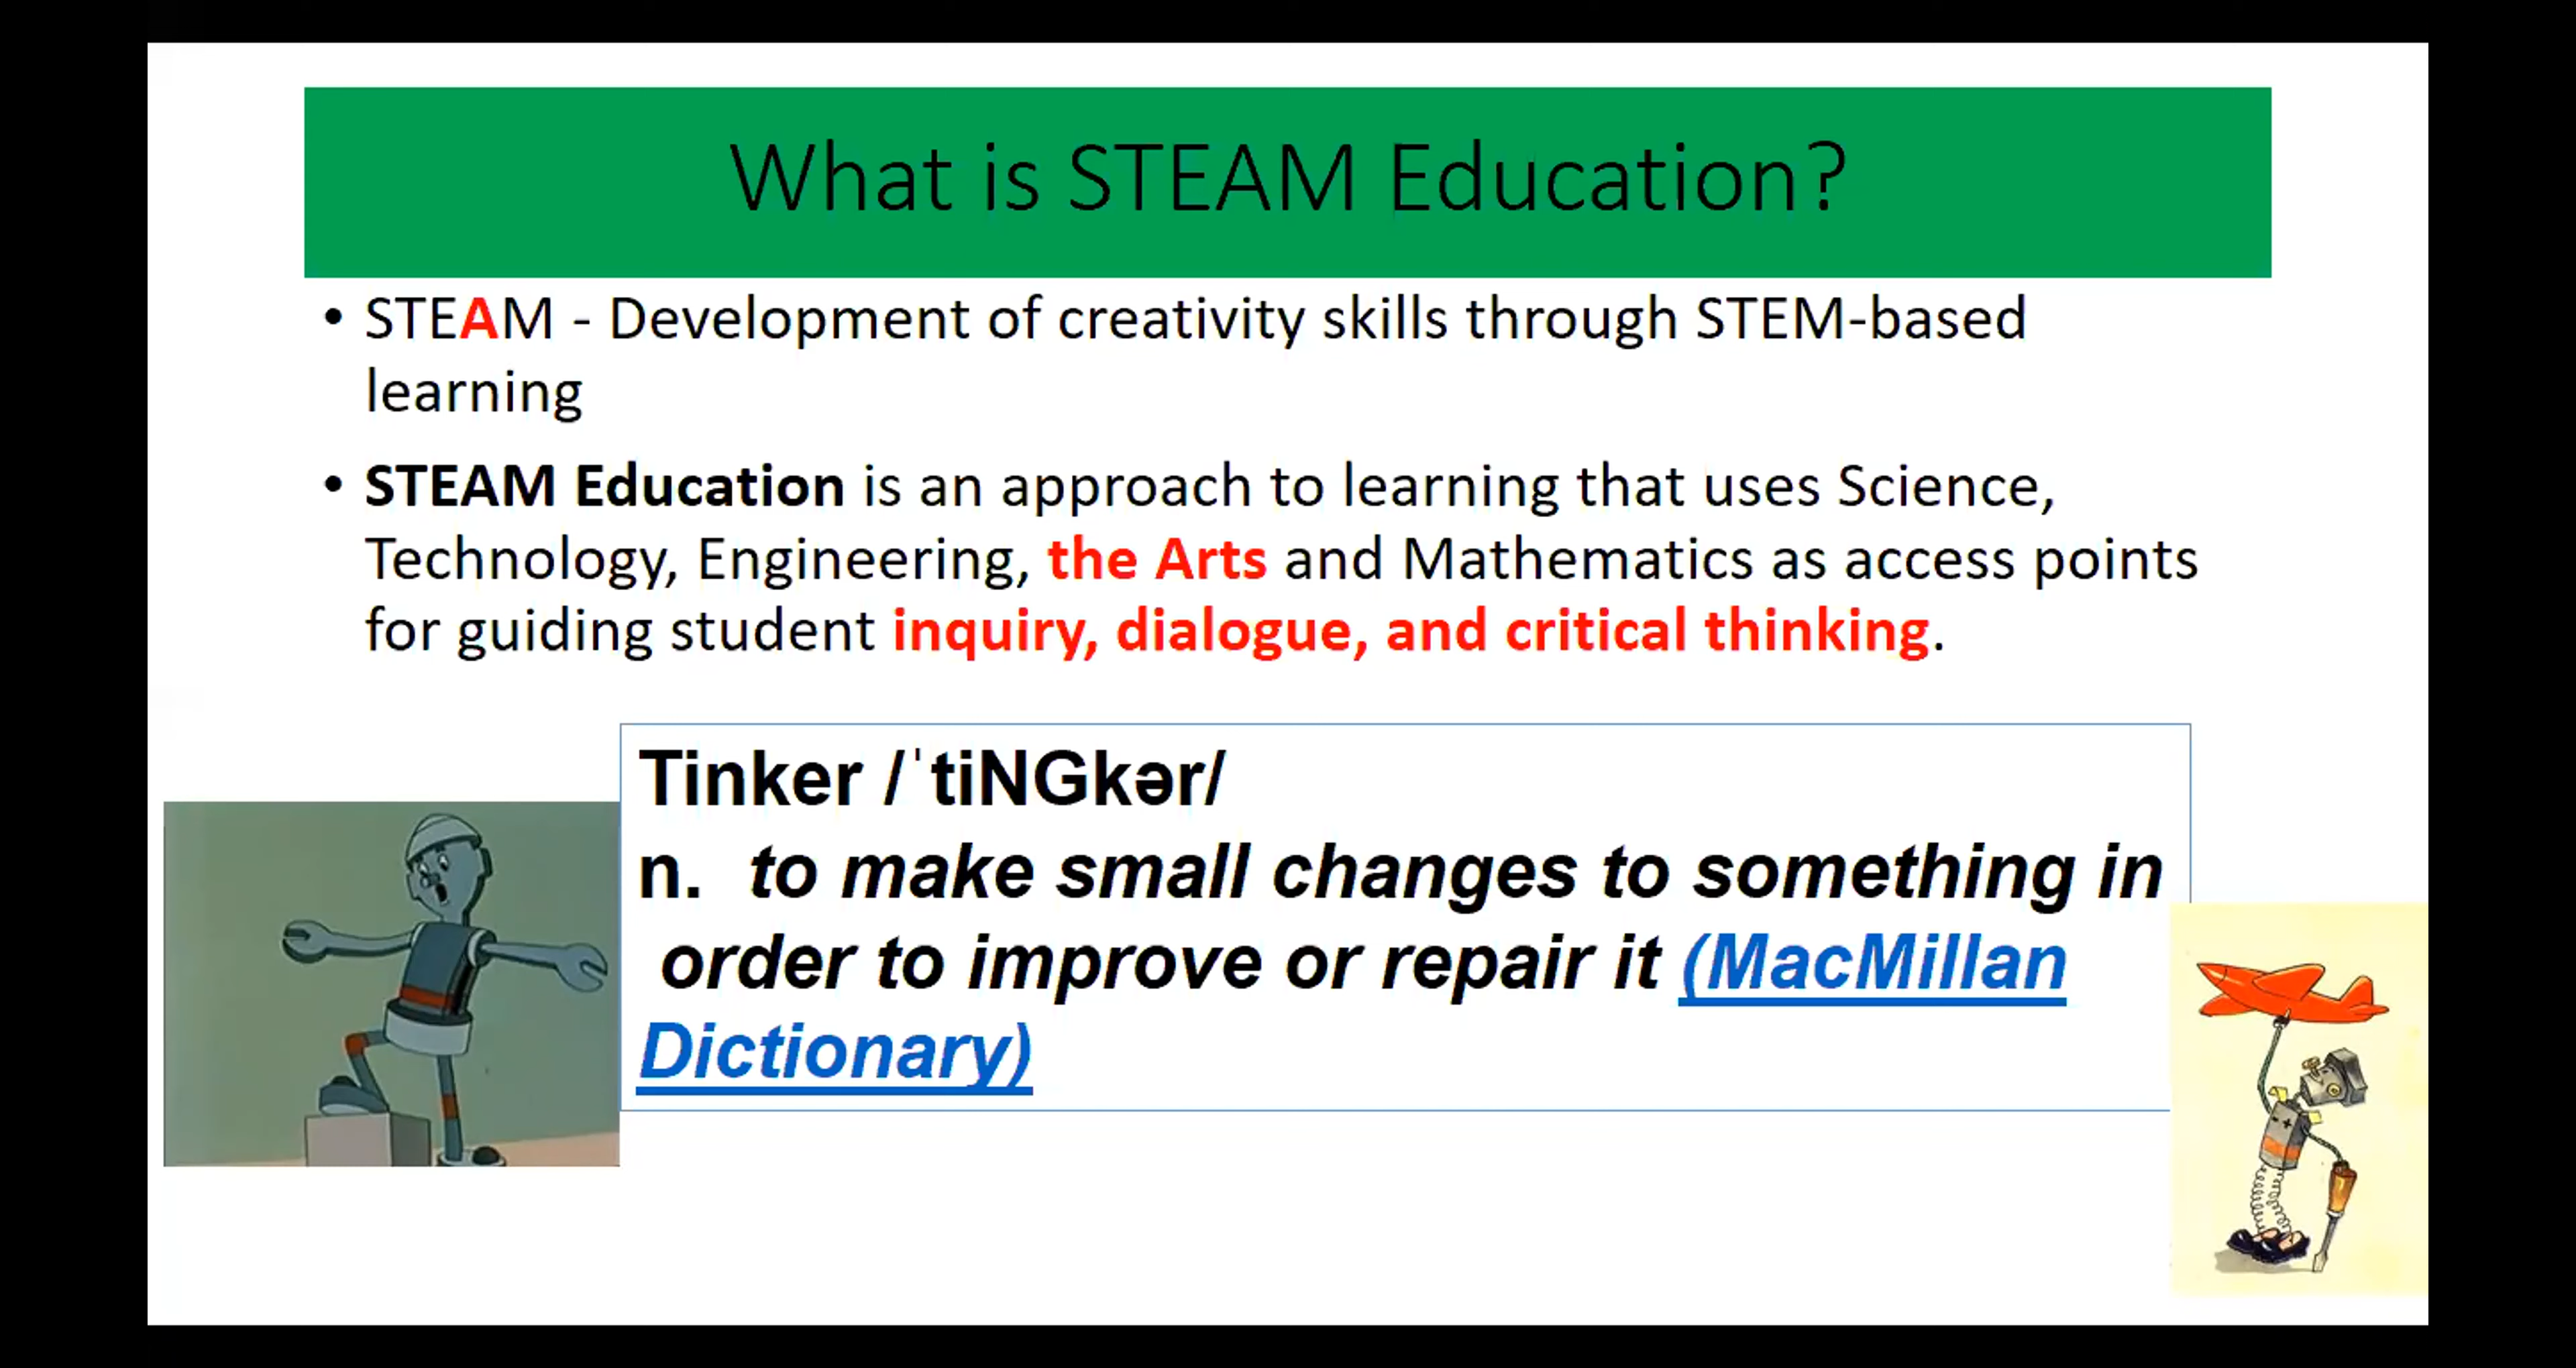 What is STEAM Education?
• STEAM - Development of creativity skills through STEM-based
learning
• STEAM Education is an approach to learning that uses Science,
Technology, Engineering, the Arts and Mathematics as access points
for guiding student inquiry, dialogue, and critical thinking.
Tinker /ˈtiNGkər/
n. to make small changes to something in
order to improve or repair it (MacMillan
Dictionary)